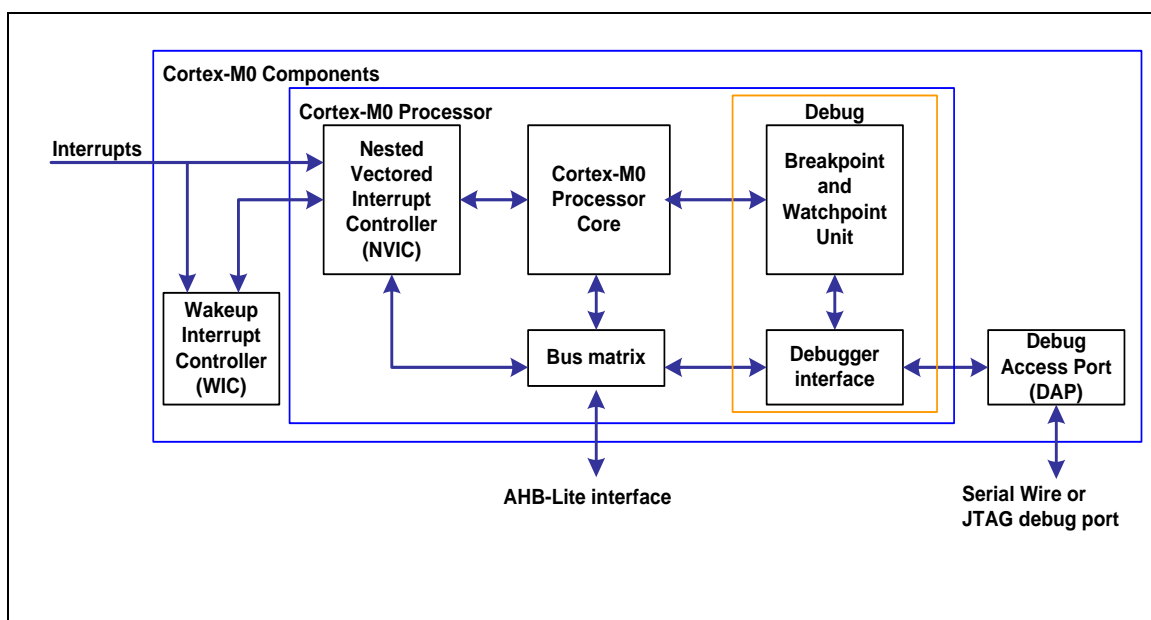 Cortex-M0 Components
Cortex-M0 Processor
Debug
Interrupts
Nested
Vectored
Interrupt
Controller
(NVIC)
Cortex-M0
Processor
Core
Breakpoint
and
Watchpoint
Unit
Wakeup
Interrupt
Controller
(WIC)
Bus matrix
Debugger
interface
Debug
Access Port
(DAP)
AHB-Lite interface
Serial Wire or
JTAG debug port